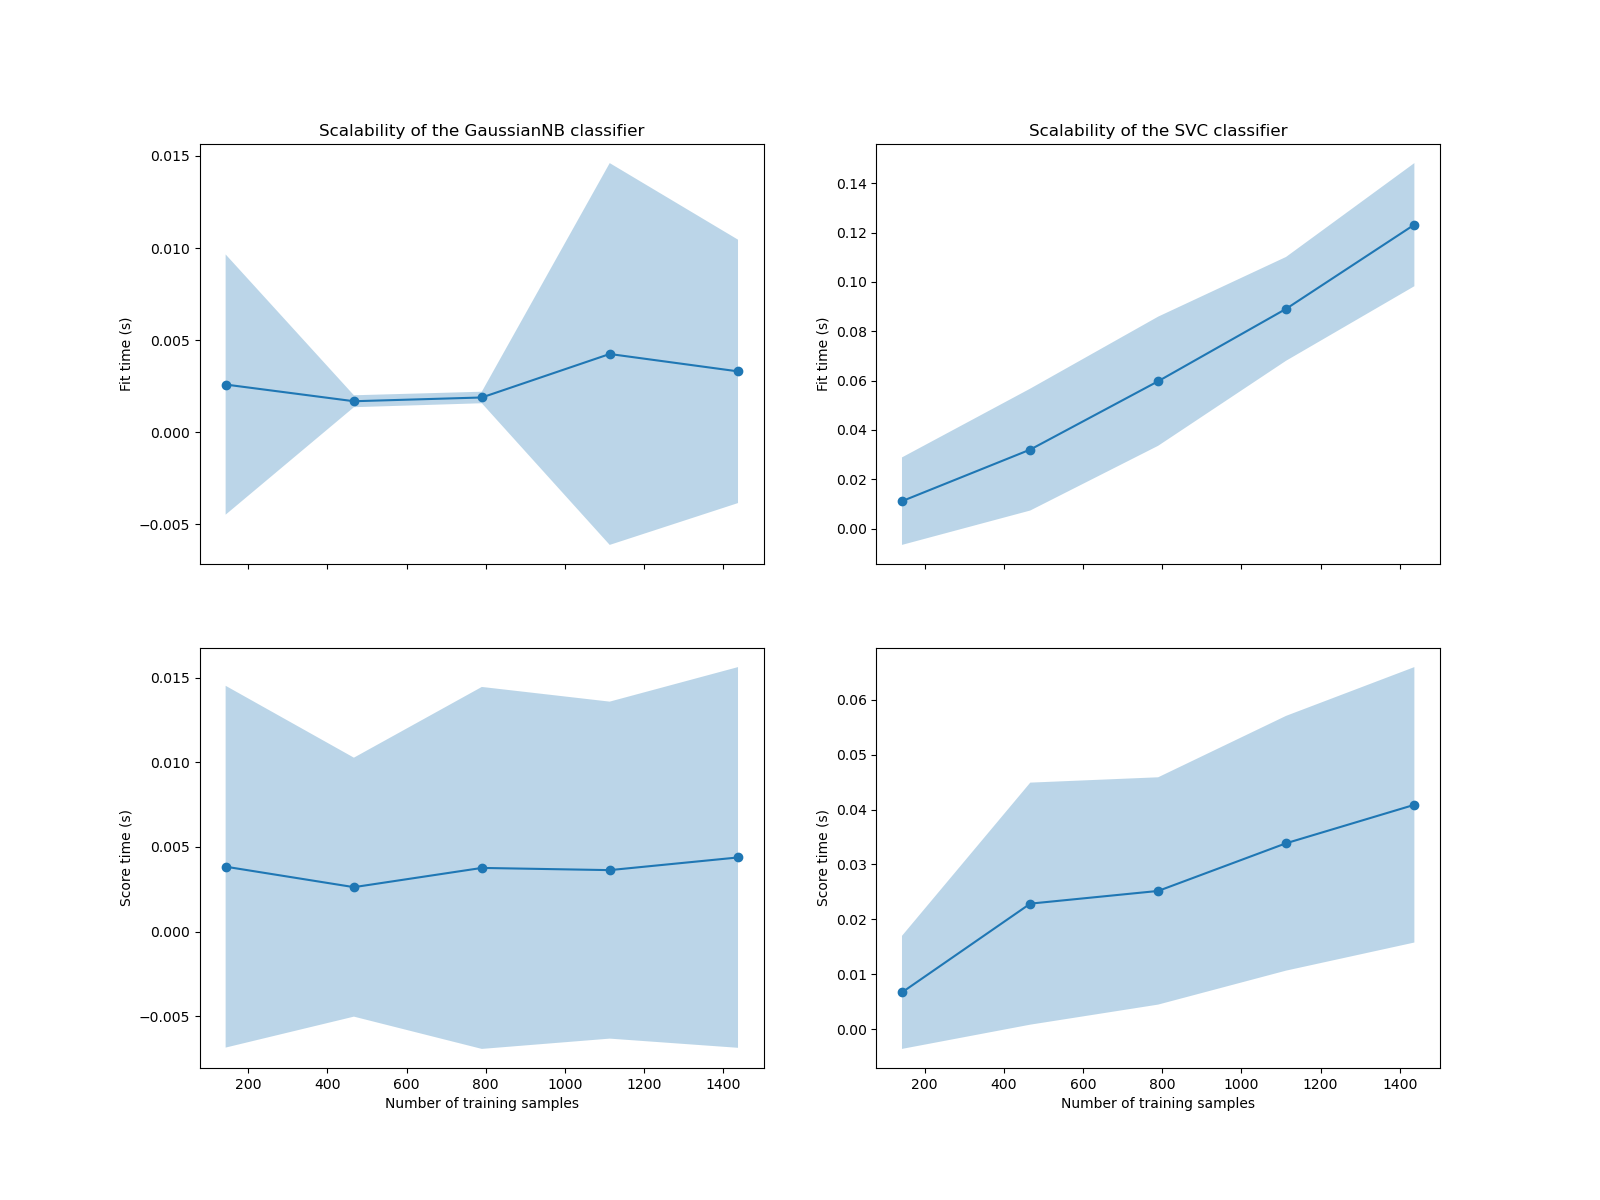 Scalability of the GaussianNB classifier
0.015
0.010
0.005
0.000
−0.005
Fit time (s)
Scalability of the SVC classifier
0.14
0.12
0.10
0.08
0.06
0.04
0.02
0.00
Fit time (s)
0.015
0.010
0.005
0.000
−0.005
Score time (s)
200 400 600 800 1000 1200 1400
Number of training samples
0.06
0.05
0.04
0.03
0.02
0.01
0.00
Score time (s)
200 400 600 800 1000 1200 1400
Number of training samples